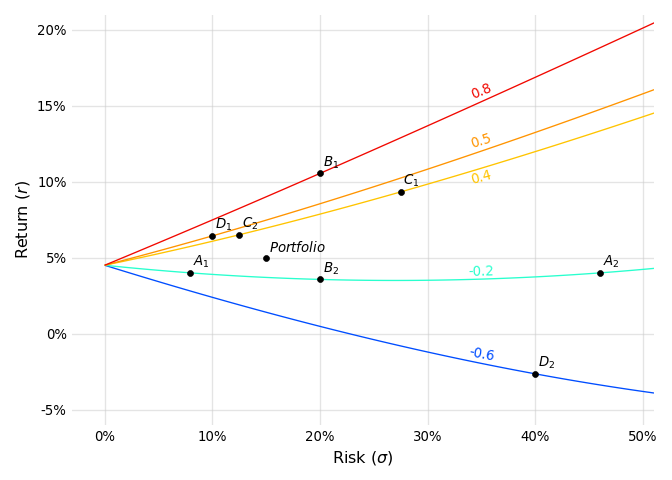 20%
15%
10%
5%
0%
-5%
Return (r)
0.8
0.5
0.4
-0.2
-0.6
B₁
C₁
D₁ C₂
Portfolio
A₁
B₂
A₂
D₂
0% 10% 20% 30% 40% 50%
Risk (σ)